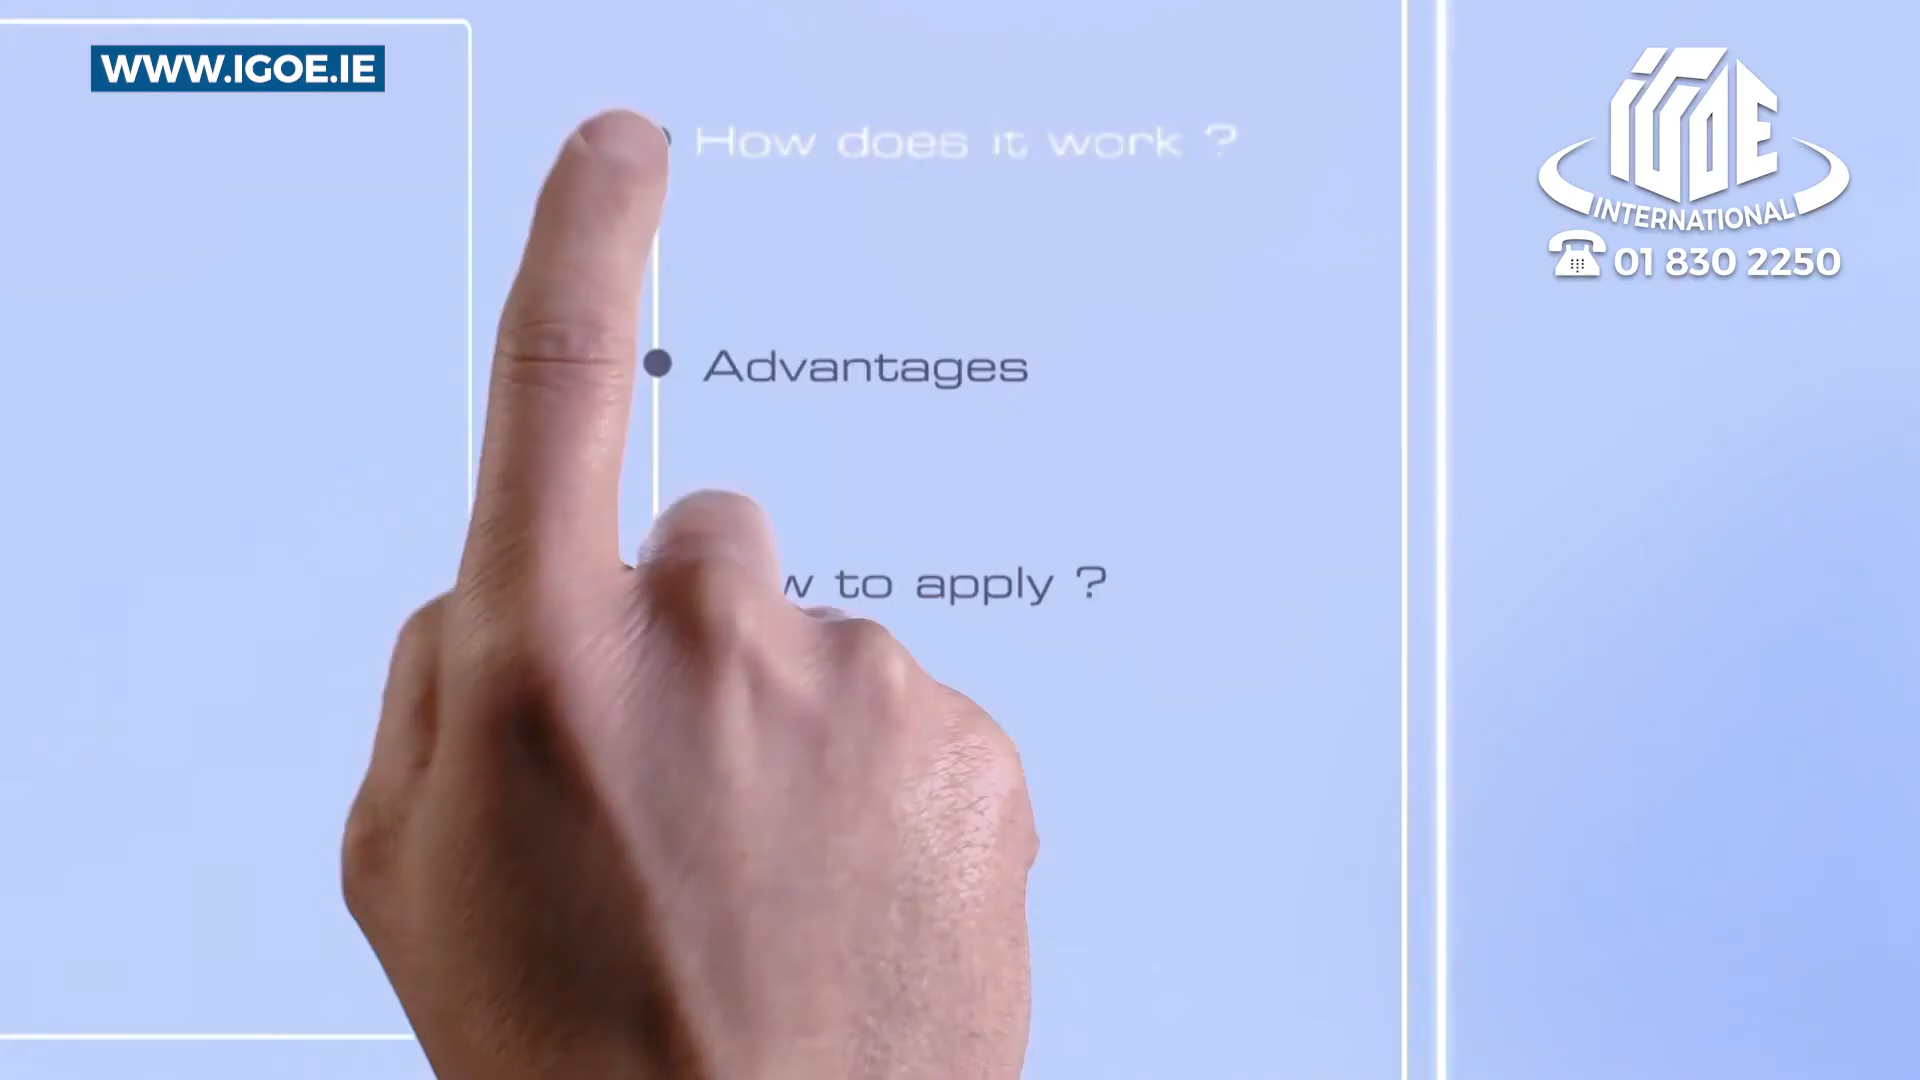 WWW.IGOE.IE
How does it work ?
Advantages
w to apply ?
IGOE
INTERNATIONAL
01 830 2250